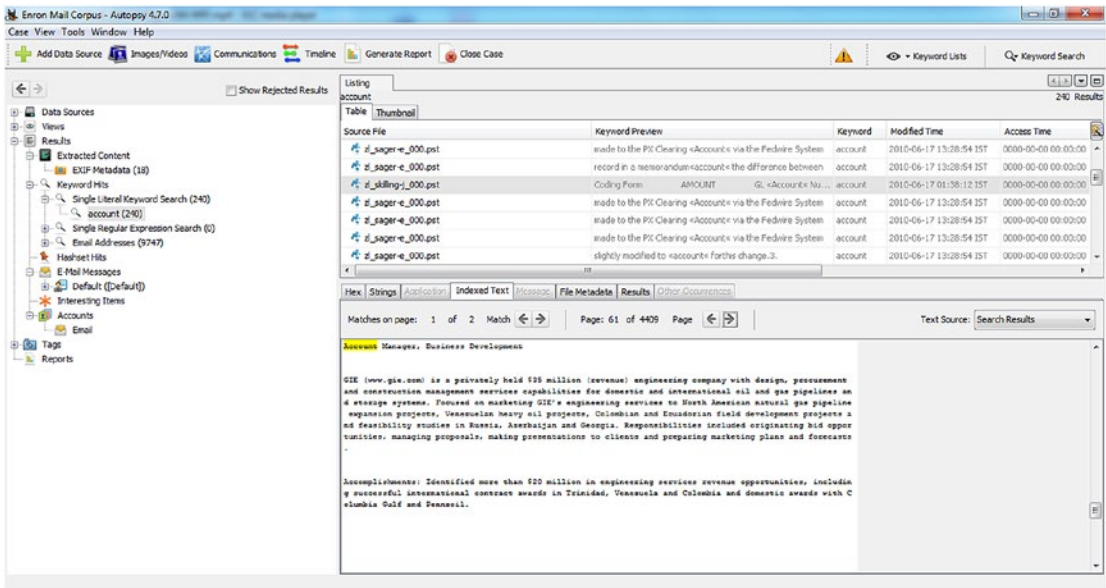 Enron Mail Corpus - Autopsy 4.7.0
Case View Tools Window Help
Add Data Source Images/Videos Communications Timeline Generate Report Close Case Keyword Lists Keyword Search
Show Rejected Results
Data Sources
Views
Results
Extracted Content
EXIF Metadata (18)
Keyword Hits
Single Literal Keyword Search (240)
account (240)
Single Regular Expression Search (0)
Email Addresses (9747)
Hashset Hits
E-Mail Messages
Default ([Default])
Interesting Items
Accounts
Email
Tags
Reports
Listing
account
240 Results
Table Thumbnail
Source File Keyword Preview Keyword Modified Time Access Time
zl_sager-e_000.pst made to the PX Clearing «Account« via the Fedwire System account 2010-06-17 13:28:54 IST 0000-00-00 00:00:00
zl_sager-e_000.pst record in a memorandum«account« the difference between account 2010-06-17 13:28:54 IST 0000-00-00 00:00:00
zl_skilling-j_000.pst Coding Form AMOUNT GL «Account« Nu... account 2010-06-17 01:38:12 IST 0000-00-00 00:00:00
zl_sager-e_000.pst made to the PX Clearing «Account« via the Fedwire System account 2010-06-17 13:28:54 IST 0000-00-00 00:00:00
zl_sager-e_000.pst record in a memorandum«account« the difference between account 2010-06-17 13:28:54 IST 0000-00-00 00:00:00
zl_sager-e_000.pst made to the PX Clearing «Account« via the Fedwire System account 2010-06-17 13:28:54 IST 0000-00-00 00:00:00
zl_sager-e_000.pst slightly modified to «account« forthis change.3. account 2010-06-17 13:28:54 IST 0000-00-00 00:00:00
Hex Strings Application Indexed Text Message File Metadata Results Other Occurrences
Matches on page: 1 of 2 Match Page: 61 of 4409 Page Text Source: Search Results
Account Manager, Business Development
GIE (www.gie.com) is a privately held $35 million (revenue) engineering company with design, procurement
and construction management services capabilities for domestic and international oil and gas pipelines an
d storage systems. Focused on marketing GIE's engineering services to North American natural gas pipeline
expansion projects, Venezuelan heavy oil projects, Colombian and Ecuadorian field development projects a
nd feasibility studies in Russia, Azerbaijan and Georgia. Responsibilities included originating bid oppor
tunities, managing proposals, making presentations to clients and preparing marketing plans and forecasts
.
Accomplishments: Identified more than $20 million in engineering services revenue opportunities, includin
g successful international contract awards in Trinidad, Venezuela and Colombia and domestic awards with C
olumbia Gulf and Pennzoil.